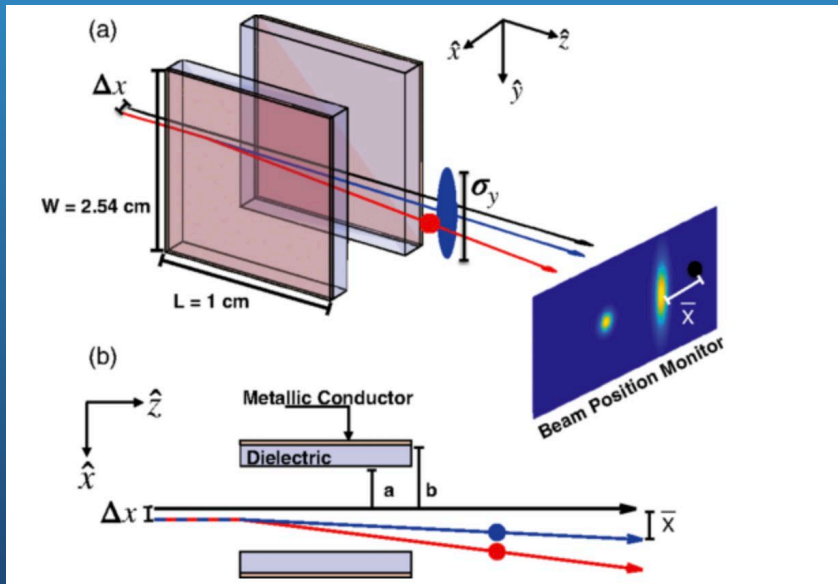 (a)
x̂
ẑ
ŷ
Δx
W = 2.54 cm
σy
L = 1 cm
x̄
Beam Position Monitor
(b)
ẑ
x̂
Metallic Conductor
Dielectric
a
b
Δx
x̄